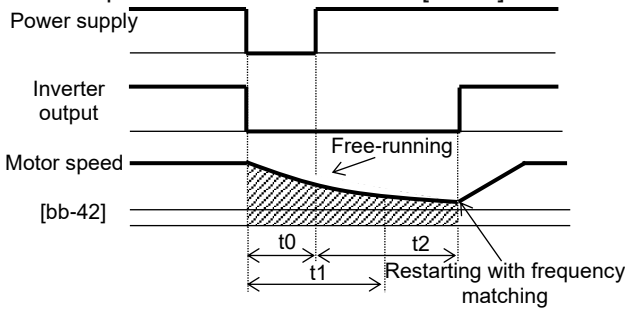 Power supply
Inverter
output
Free-running
Motor speed
[bb-42]
t0
t2
t1
Restarting with frequency
matching